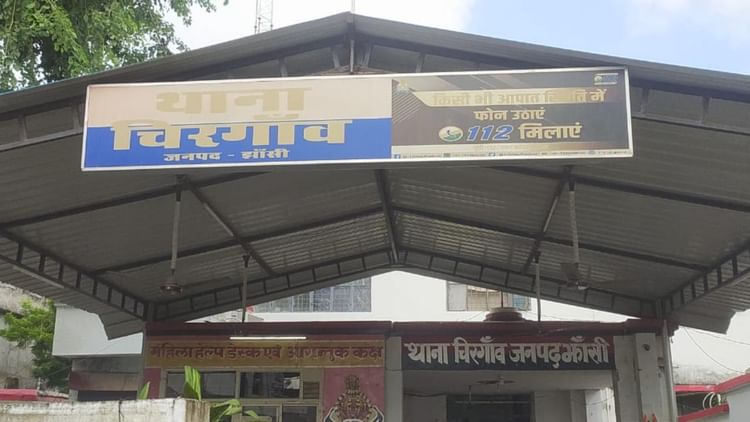 थाना
चिरगाँव
जनपद - झाँसी
किसी भी आपात स्थिति में
फोन उठाएं
112 मिलाएं
महिला हेल्प डेस्क एवं आगन्तुक कक्ष
थाना चिरगाँव जनपद झाँसी